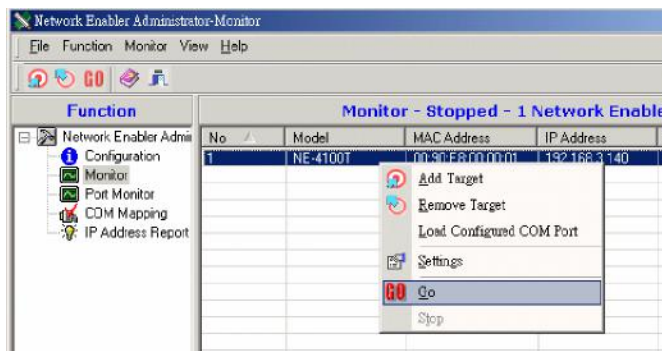 Network Enabler Administrator-Monitor
File Function Monitor View Help
GO
Function
Monitor - Stopped - 1 Network Enable
Network Enabler Admi
Configuration
Monitor
Port Monitor
COM Mapping
IP Address Report
No Model MAC Address IP Address
1 NE-4100T 00:90:E8:00:00:01 192.168.3.140
Add Target
Remove Target
Load Configured COM Port
Settings
GO Go
Stop